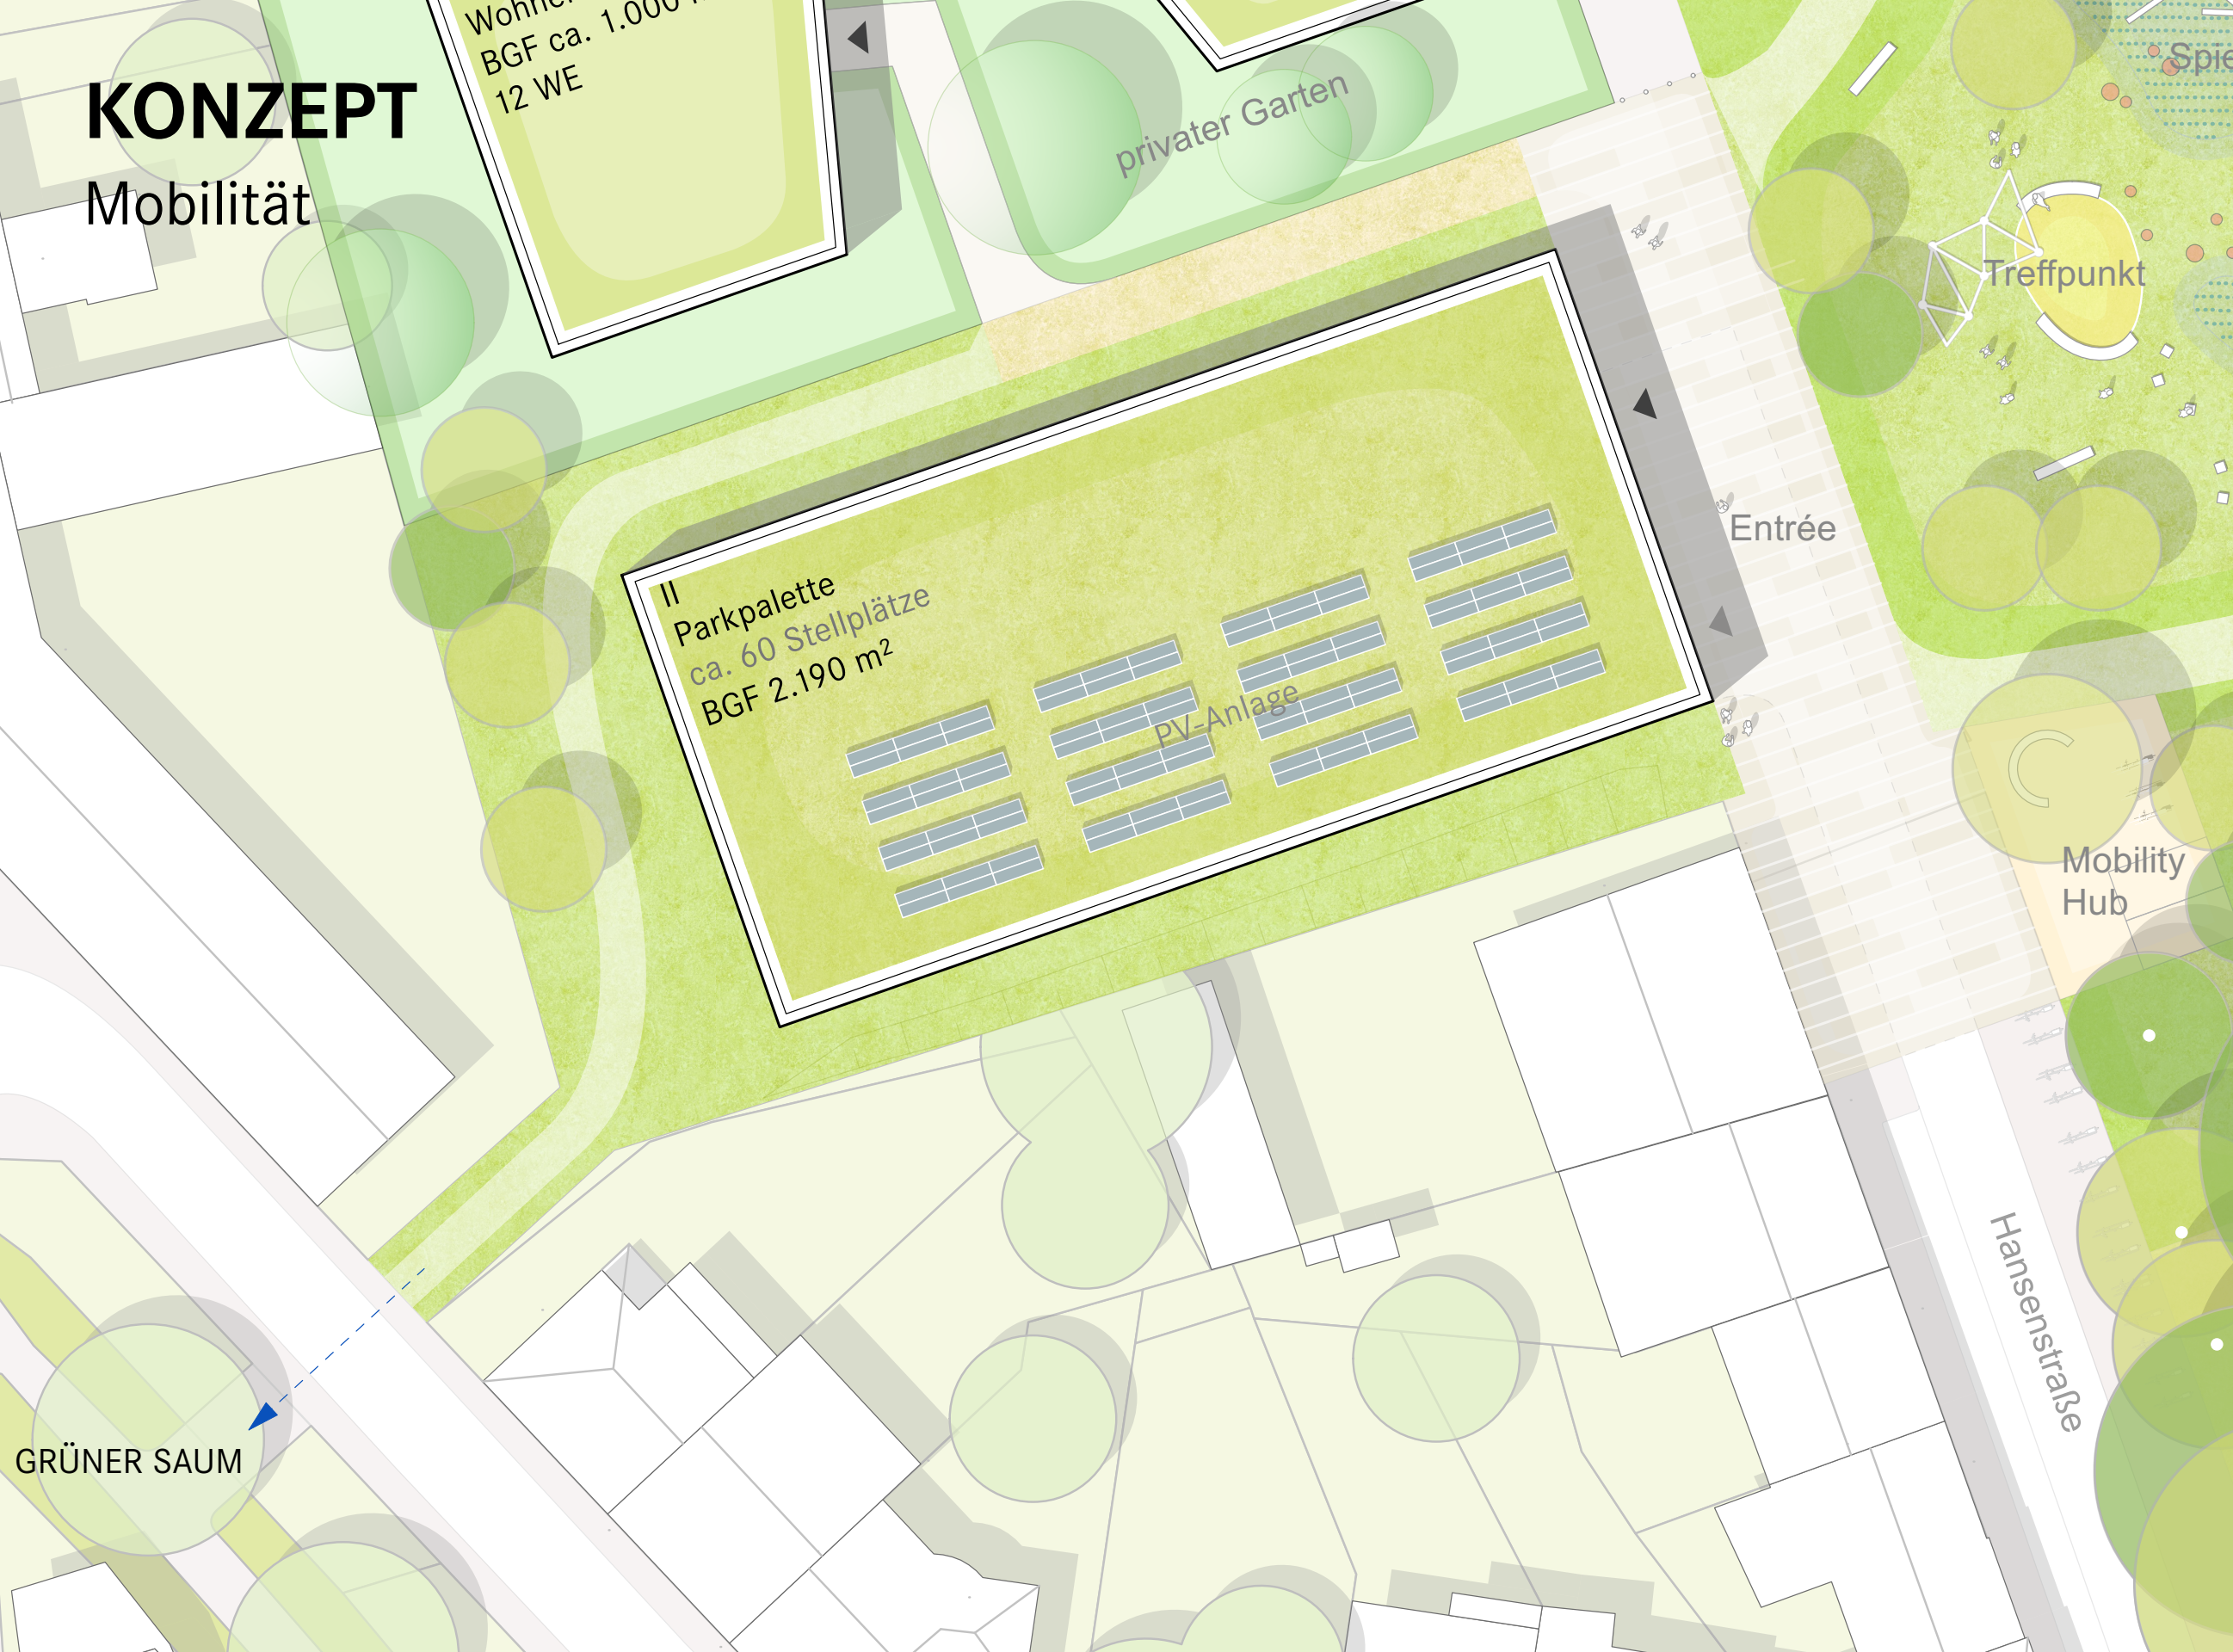 KONZEPT
Mobilität
BGF ca. 1.000
12 WE
privater Garten
Treffpunkt
Entrée
II
Parkpalette
ca. 60 Stellplätze
BGF 2.190 m²
PV-Anlage
Mobility
Hub
Hansenstraße
GRÜNER SAUM